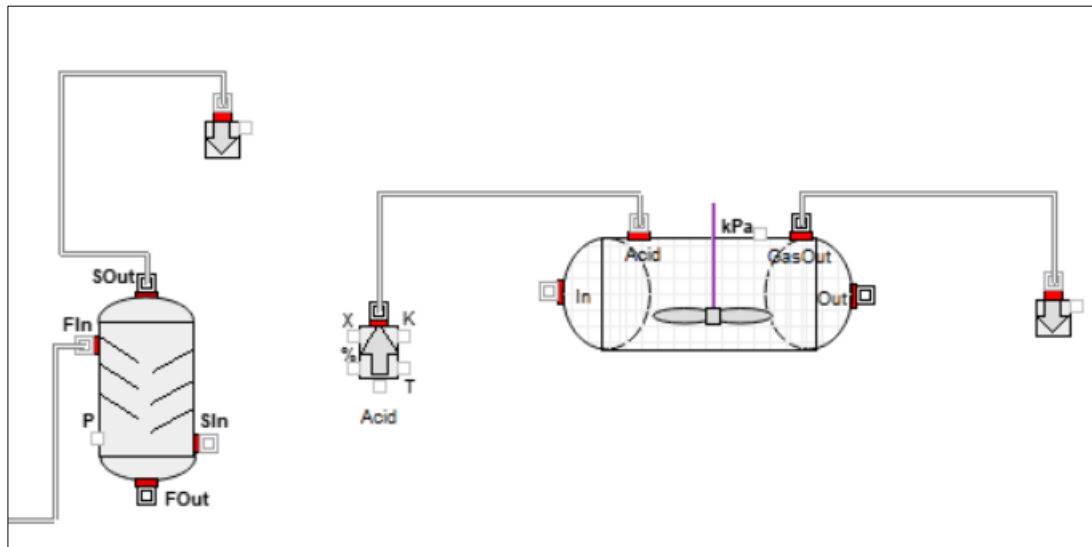 SOut
FIn
P
SIn
FOut
X
K
%
T
Acid
Acid
kPa
GasOut
In
Out